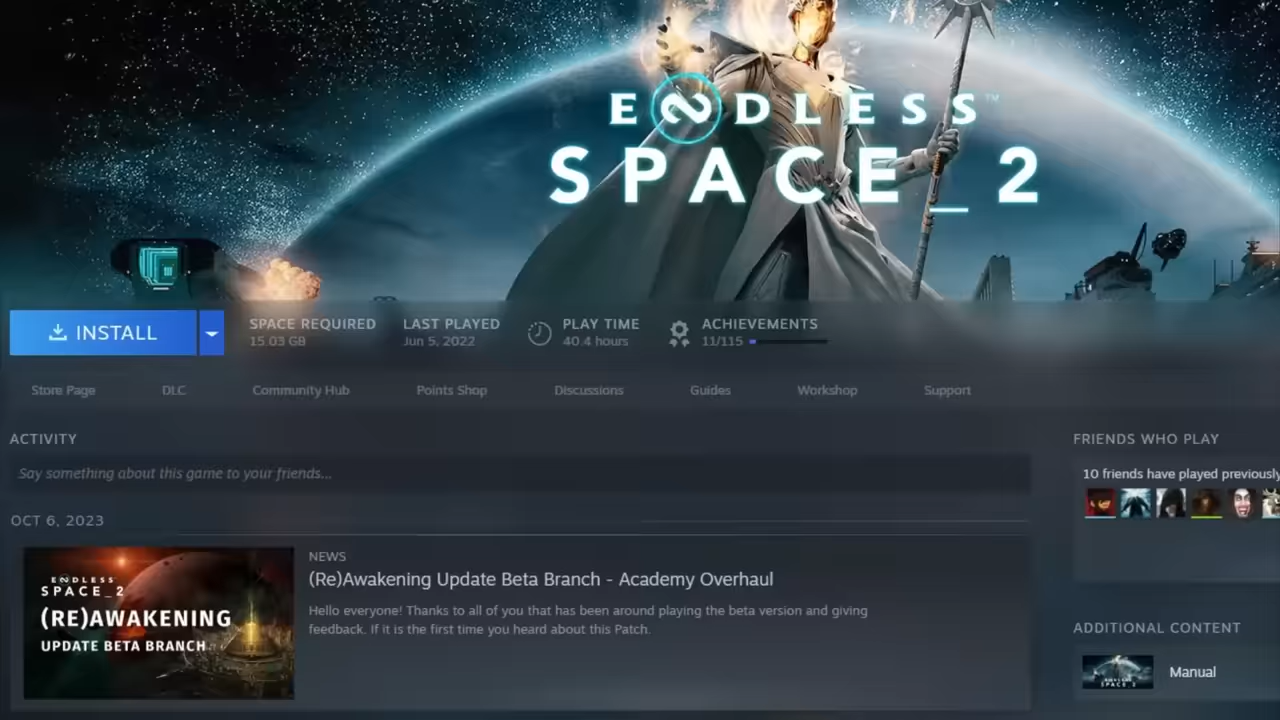 ENDLESS™
SPACE_2
INSTALL
SPACE REQUIRED
15.03 GB
LAST PLAYED
Jun 5, 2022
PLAY TIME
40.4 hours
ACHIEVEMENTS
11/115
Store Page
DLC
Community Hub
Points Shop
Discussions
Guides
Workshop
Support
ACTIVITY
Say something about this game to your friends...
OCT 6, 2023
ENDLESS
SPACE_2
(RE)AWAKENING
UPDATE BETA BRANCH
NEWS
(Re)Awakening Update Beta Branch - Academy Overhaul
Hello everyone! Thanks to all of you that has been around playing the beta version and giving
feedback. If it is the first time you heard about this Patch.
FRIENDS WHO PLAY
10 friends have played previously
ADDITIONAL CONTENT
ENDLESS
SPACE_2
Manual